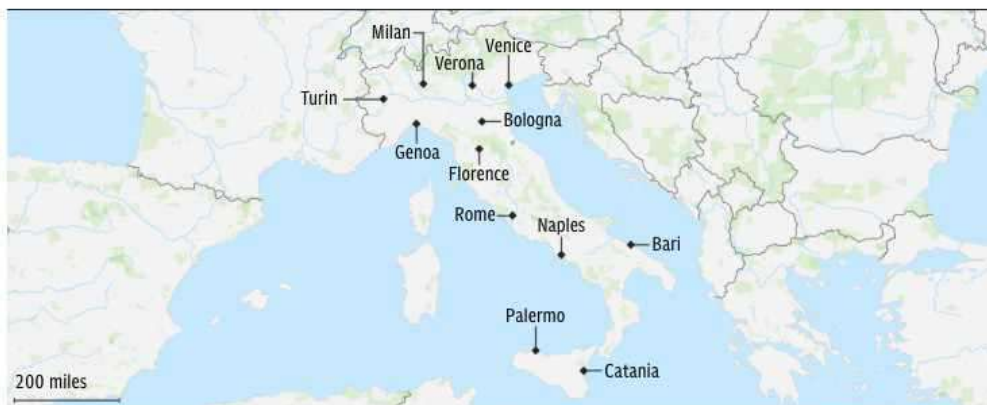 Milan
Venice
Verona
Turin
Bologna
Genoa
Florence
Rome
Naples
Bari
Palermo
Catania
200 miles